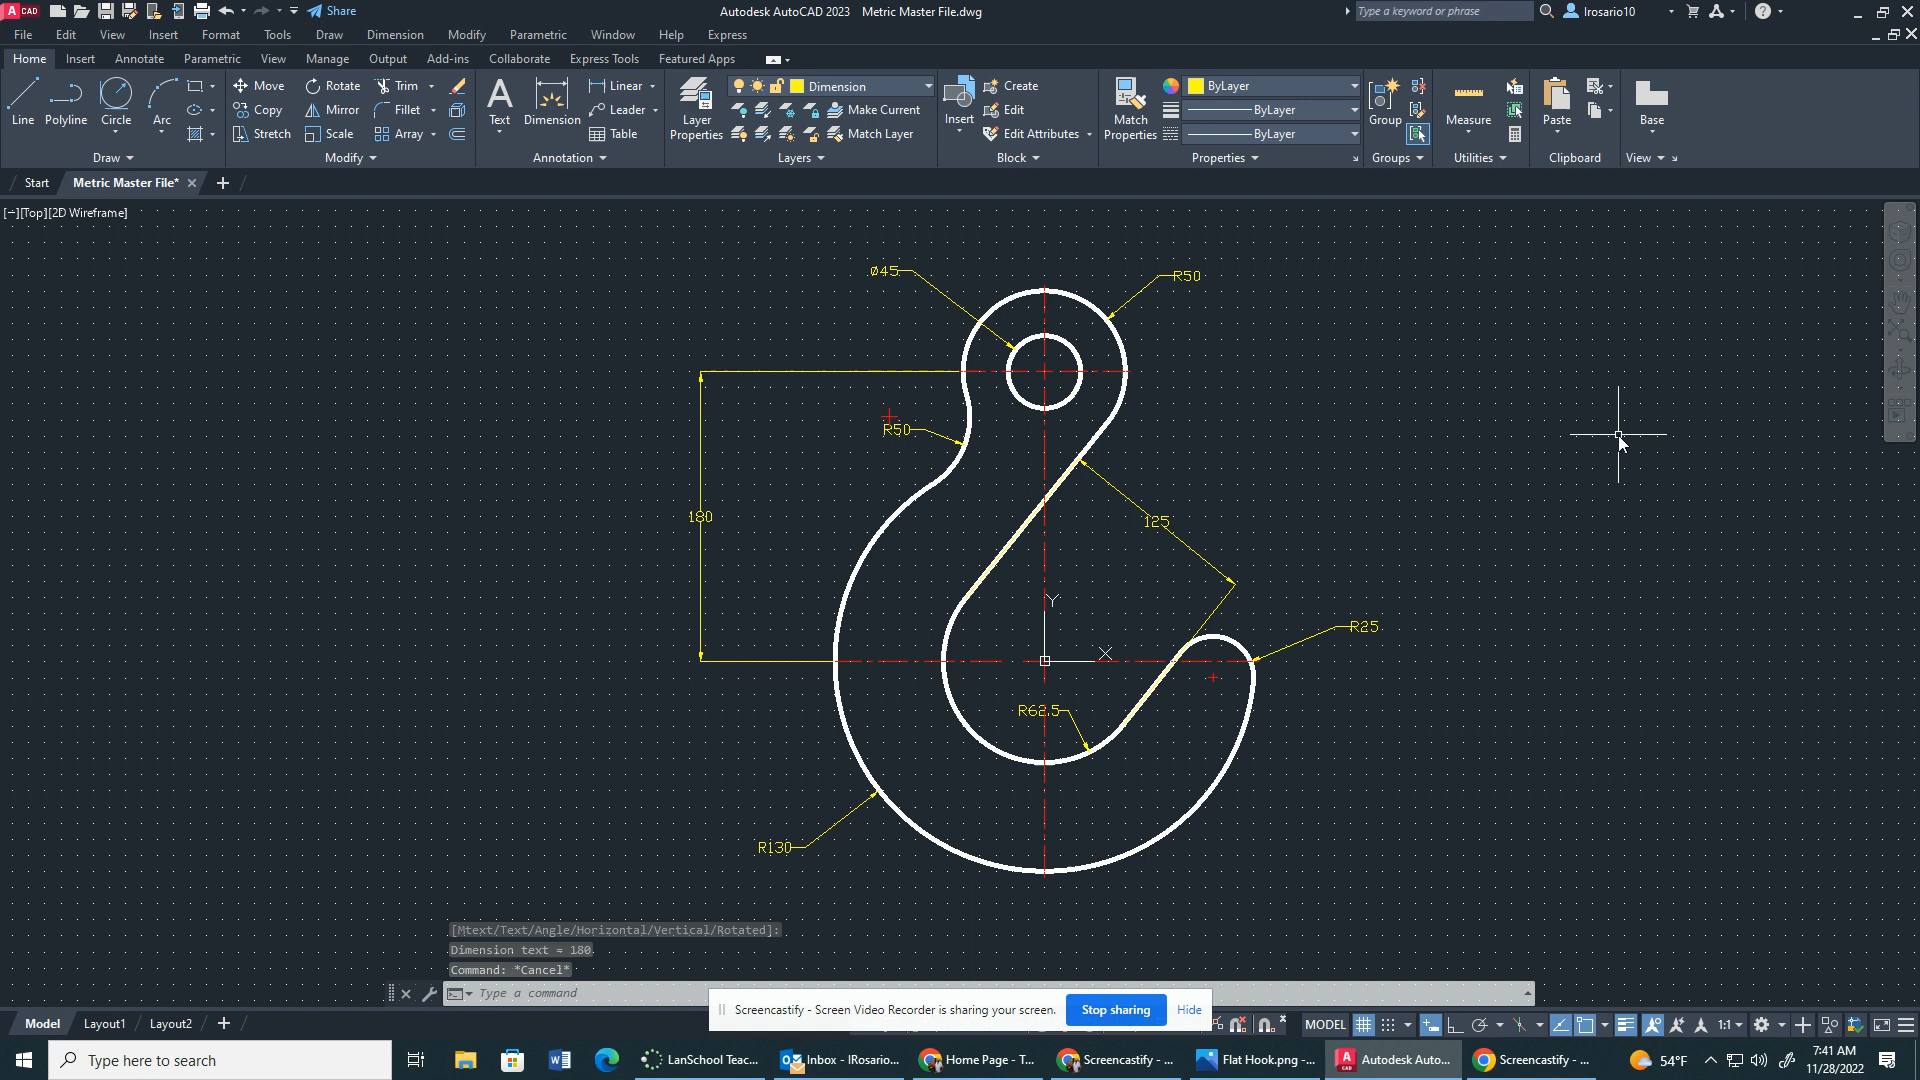 A CAD
Share
Autodesk AutoCAD 2023 Metric Master File.dwg
Type a keyword or phrase
lrosario10
File Edit View Insert Format Tools Draw Dimension Modify Parametric Window Help Express
Home Insert Annotate Parametric View Manage Output Add-ins Collaborate Express Tools Featured Apps
Line Polyline Circle Arc
Draw
Move Rotate Trim
Copy Mirror Fillet
Stretch Scale Array
Modify
Text Dimension
Linear
Leader
Table
Annotation
Layer Properties
Dimension
Make Current
Match Layer
Layers
Insert
Create
Edit
Edit Attributes
Block
Match Properties
ByLayer
ByLayer
ByLayer
Properties
Group
Groups
Measure
Utilities
Paste
Clipboard
Base
View
Start Metric Master File*
[−][Top][2D Wireframe]
Ø45
R50
R50
180
125
Y
X
R25
R62.5
R130
[Mtext/Text/Angle/Horizontal/Vertical/Rotated]:
Dimension text = 180
Command: *Cancel*
Type a command
Screencastify - Screen Video Recorder is sharing your screen. Stop sharing Hide
Model Layout1 Layout2
MODEL
1:1
Type here to search
LanSchool Teac...
Inbox - lRosario...
Home Page - T...
Screencastify - ...
Flat Hook.png -...
Autodesk Auto...
Screencastify - ...
54°F
7:41 AM
11/28/2022